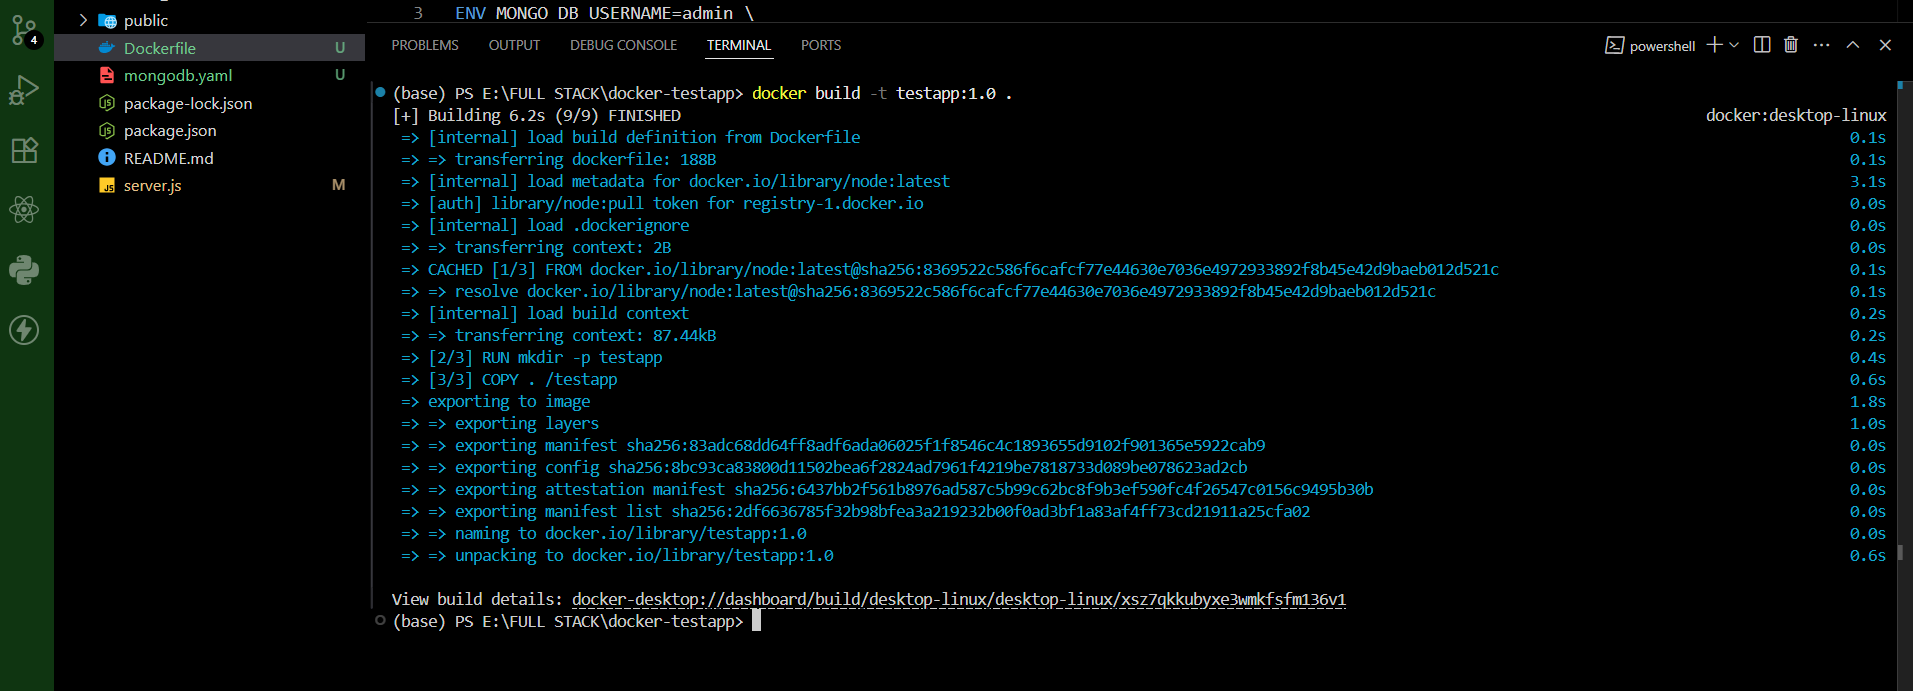 4
public
Dockerfile U
mongodb.yaml U
package-lock.json
package.json
README.md
server.js M
3 ENV MONGO_DB_USERNAME=admin \
PROBLEMS OUTPUT DEBUG CONSOLE TERMINAL PORTS
powershell
(base) PS E:\FULL STACK\docker-testapp> docker build -t testapp:1.0 .
[+] Building 6.2s (9/9) FINISHED docker:desktop-linux
=> [internal] load build definition from Dockerfile 0.1s
=> => transferring dockerfile: 188B 0.1s
=> [internal] load metadata for docker.io/library/node:latest 3.1s
=> [auth] library/node:pull token for registry-1.docker.io 0.0s
=> [internal] load .dockerignore 0.0s
=> => transferring context: 2B 0.0s
=> CACHED [1/3] FROM docker.io/library/node:latest@sha256:8369522c586f6cafcf77e44630e7036e4972933892f8b45e42d9baeb012d521c 0.1s
=> => resolve docker.io/library/node:latest@sha256:8369522c586f6cafcf77e44630e7036e4972933892f8b45e42d9baeb012d521c 0.1s
=> [internal] load build context 0.2s
=> => transferring context: 87.44kB 0.2s
=> [2/3] RUN mkdir -p testapp 0.4s
=> [3/3] COPY . /testapp 0.6s
=> exporting to image 1.8s
=> => exporting layers 1.0s
=> => exporting manifest sha256:83adc68dd64ff8adf6ada06025f1f8546c4c1893655d9102f901365e5922cab9 0.0s
=> => exporting config sha256:8bc93ca83800d11502bea6f2824ad7961f4219be7818733d089be078623ad2cb 0.0s
=> => exporting attestation manifest sha256:6437bb2f561b8976ad587c5b99c62bc8f9b3ef590fc4f26547c0156c9495b30b 0.0s
=> => exporting manifest list sha256:2df6636785f32b98bfea3a219232b00f0ad3bf1a83af4ff73cd21911a25cfa02 0.0s
=> => naming to docker.io/library/testapp:1.0 0.0s
=> => unpacking to docker.io/library/testapp:1.0 0.6s
View build details: docker-desktop://dashboard/build/desktop-linux/desktop-linux/xsz7qkkubyxe3wmkfsfm136v1
(base) PS E:\FULL STACK\docker-testapp>